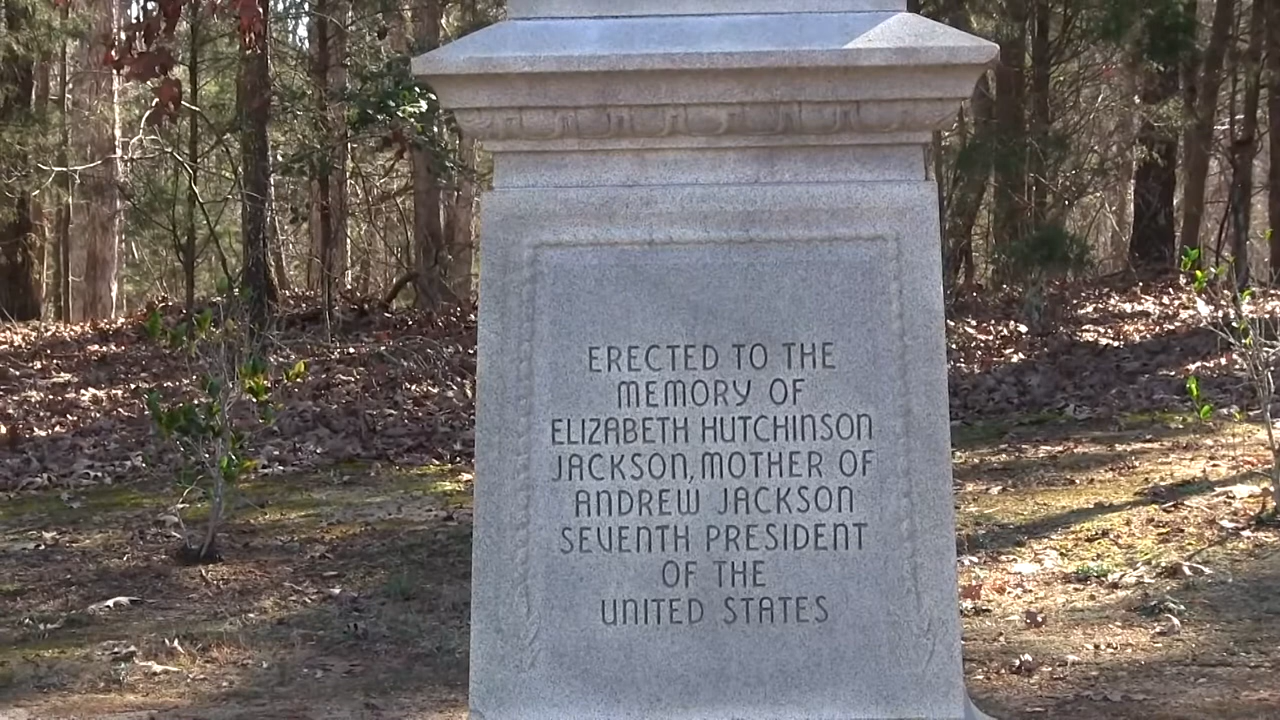 ERECTED TO THE
MEMORY OF
ELIZABETH HUTCHINSON
JACKSON, MOTHER OF
ANDREW JACKSON
SEVENTH PRESIDENT
OF THE
UNITED STATES